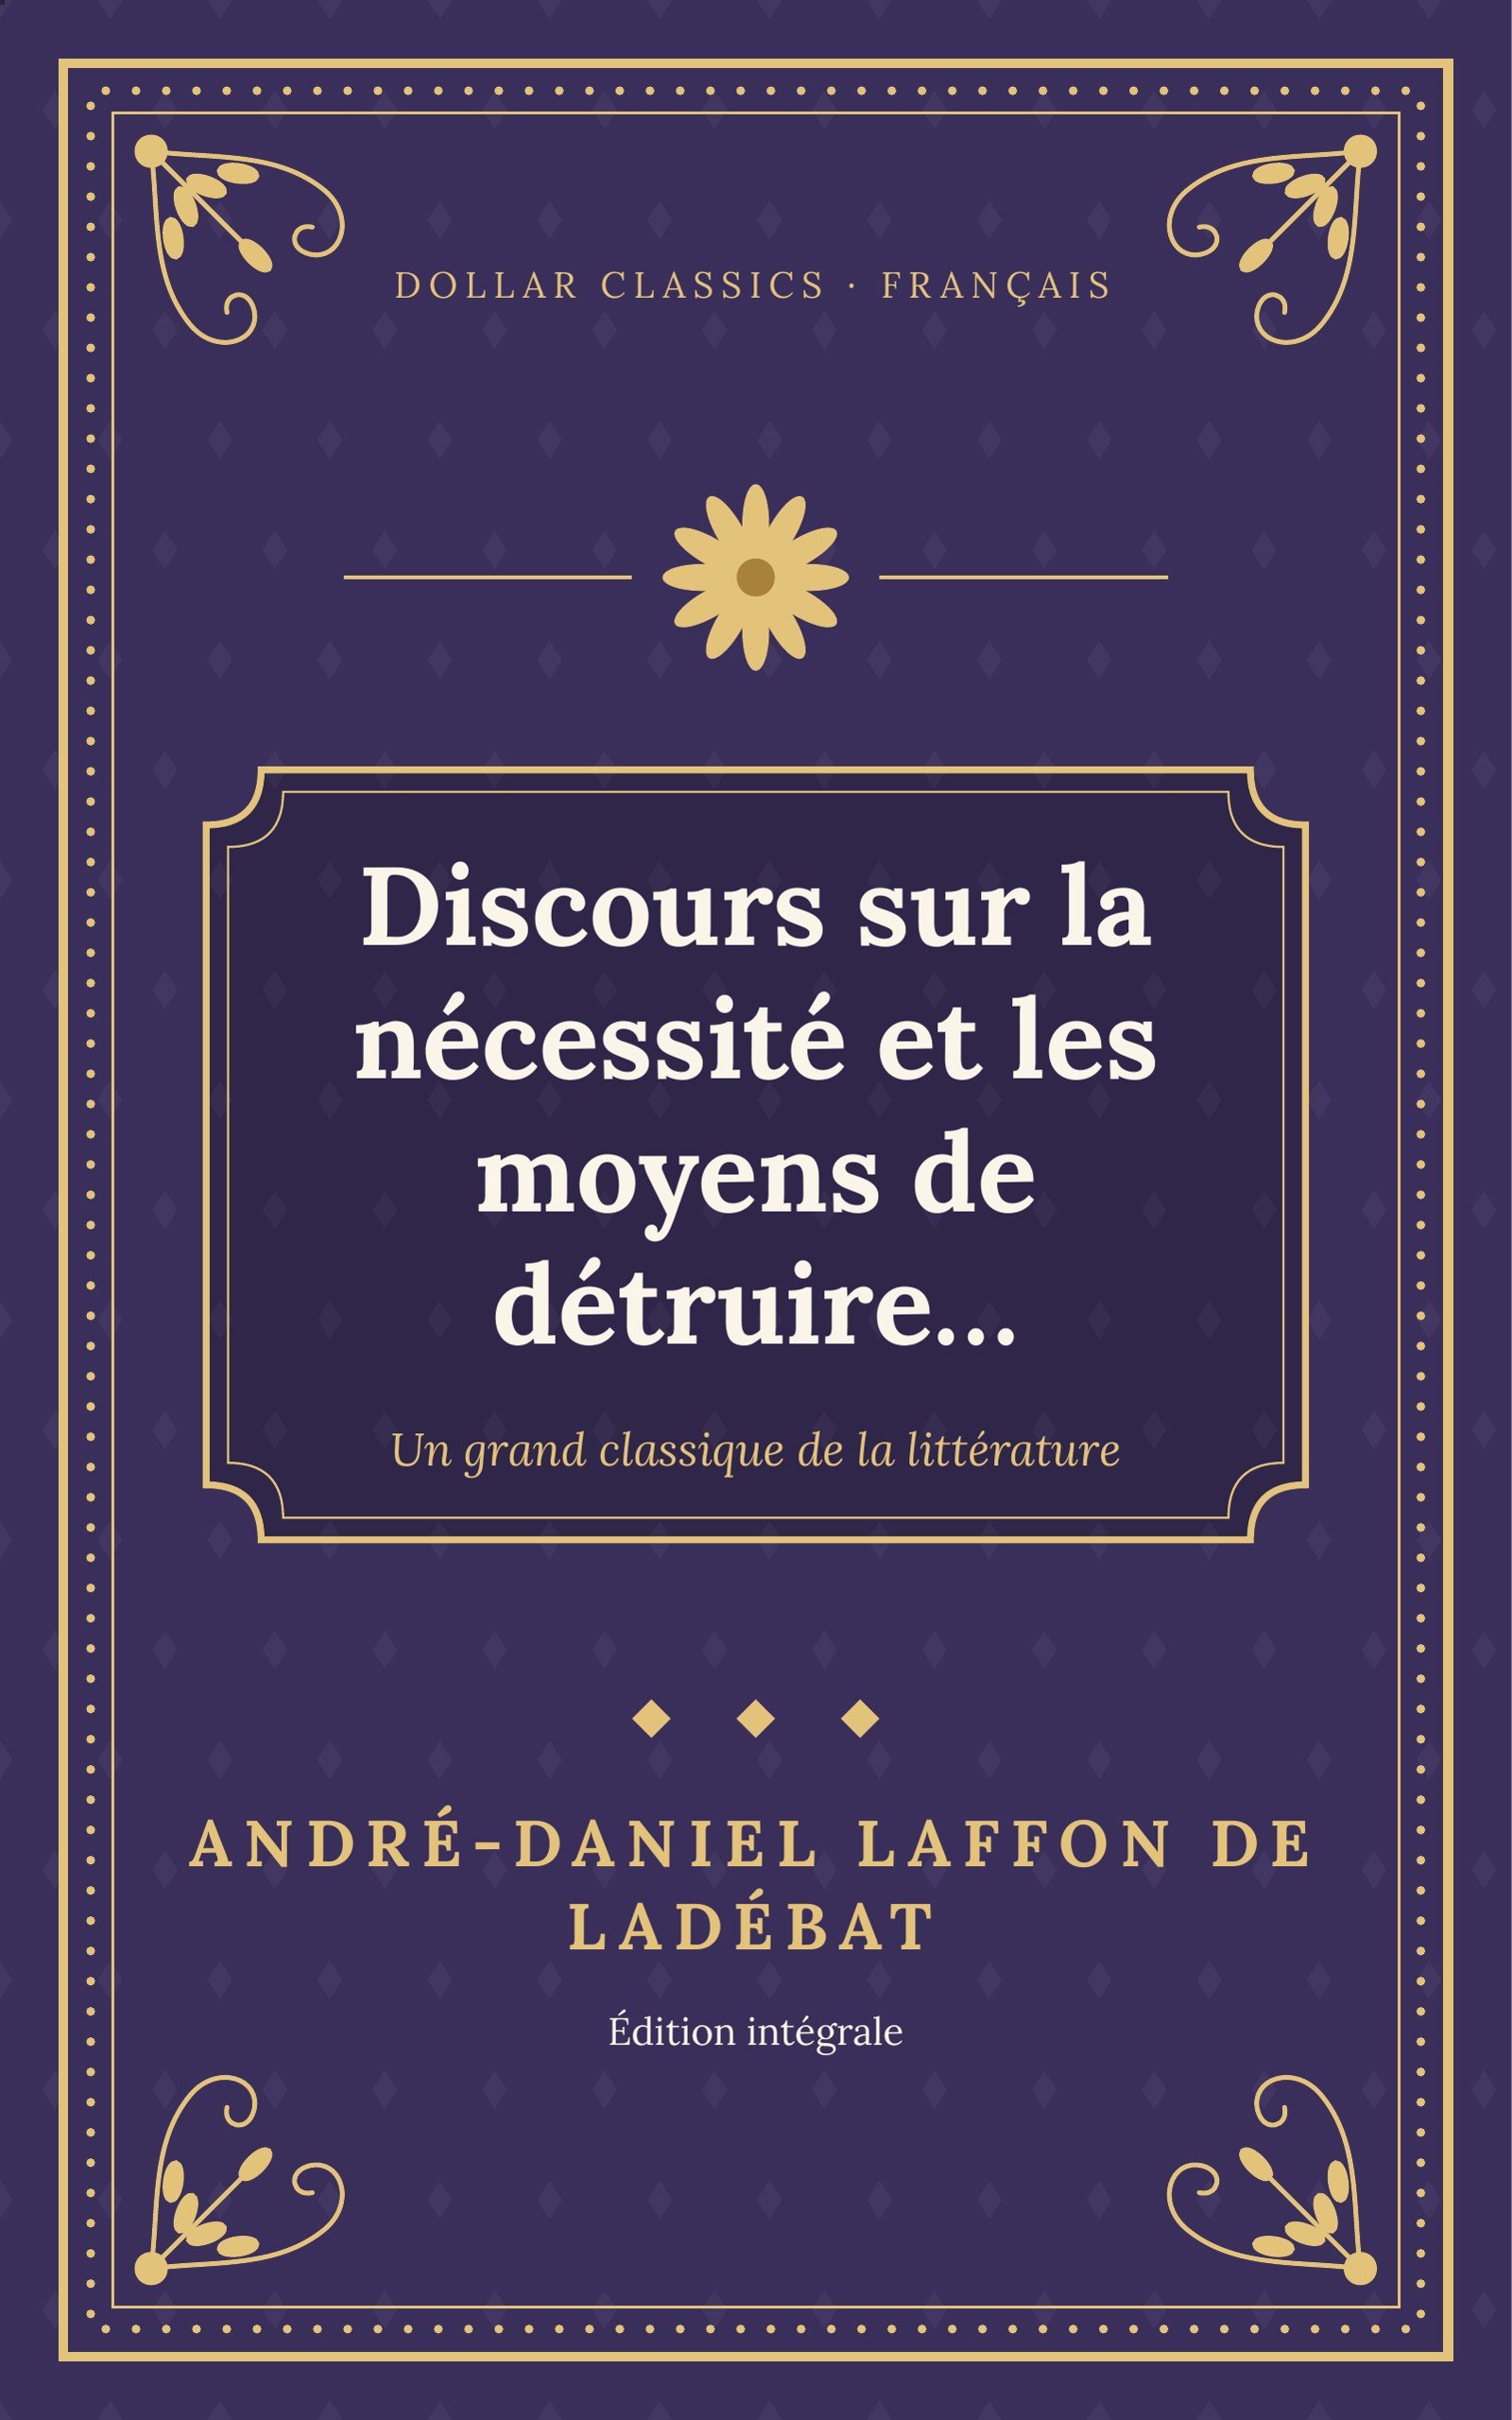 DOLLAR CLASSICS · FRANÇAIS
Discours sur la
nécessité et les
moyens de
détruire...
Un grand classique de la littérature
ANDRÉ-DANIEL LAFFON DE
LADÉBAT
Édition intégrale